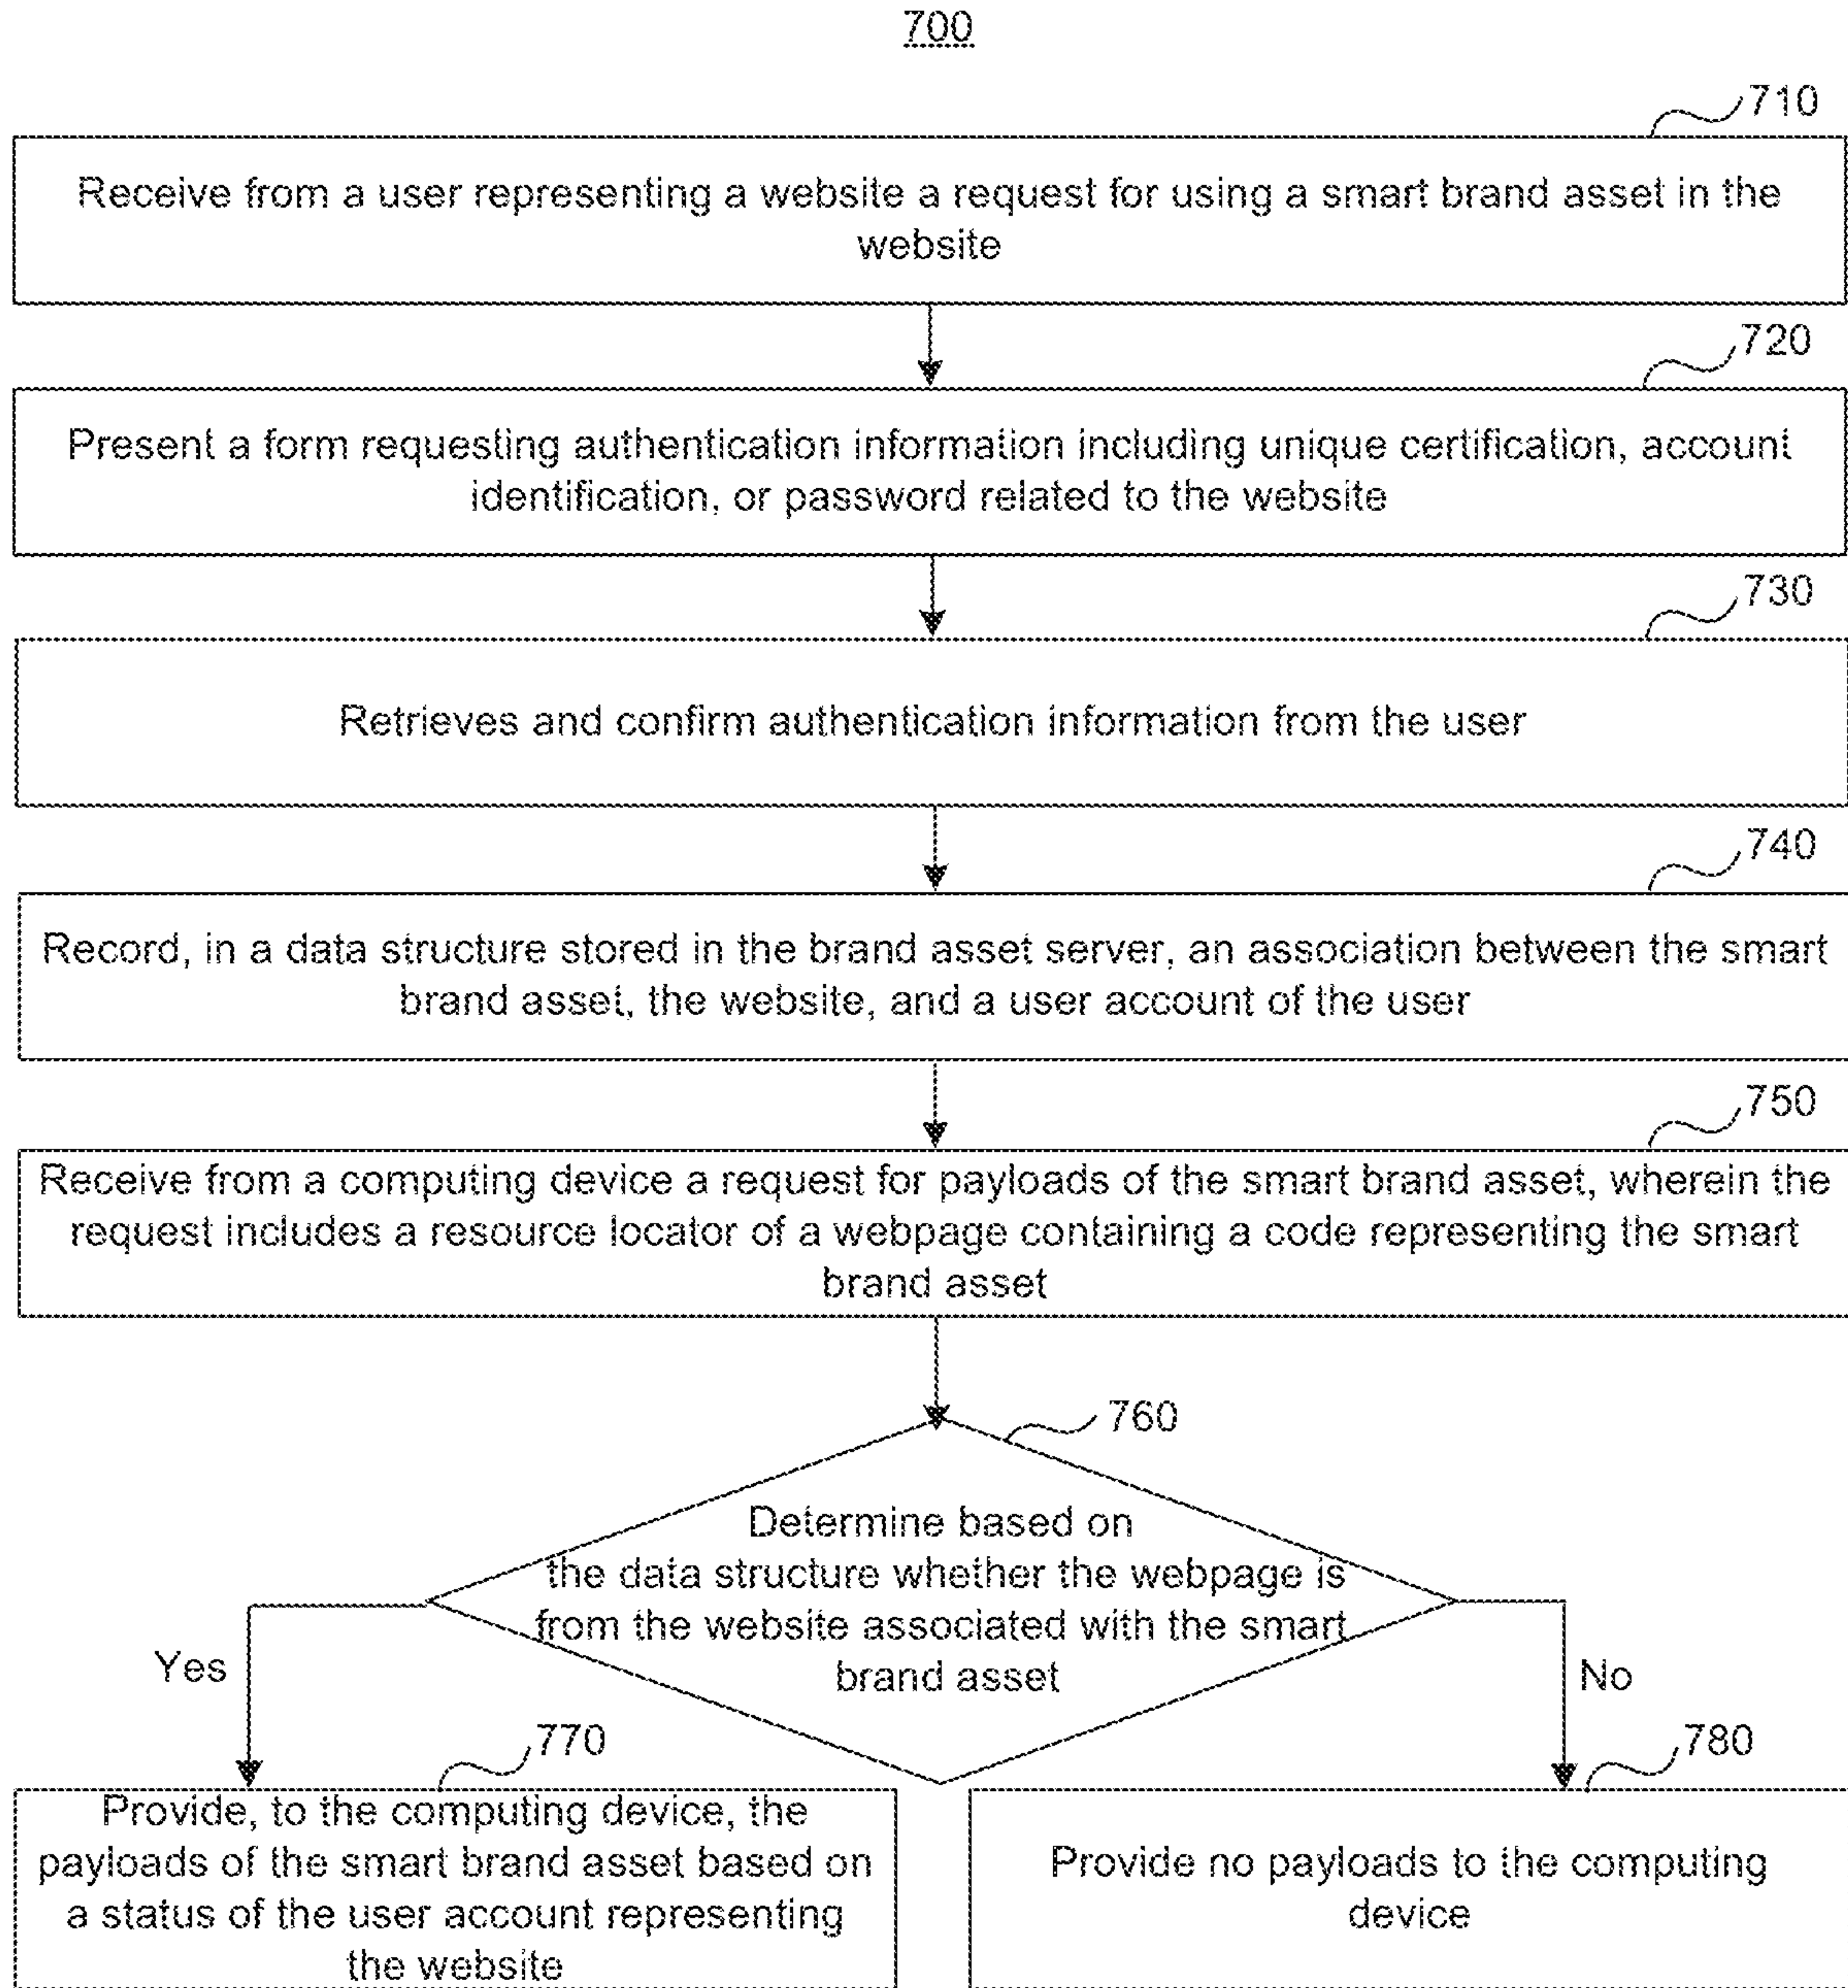 700
710
Receive from a user representing a website a request for using a smart brand asset in the
website
720
Present a form requesting authentication information including unique certification, account
identification, or password related to the website
730
Retrieves and confirm authentication information from the user
740
Record, in a data structure stored in the brand asset server, an association between the smart
brand asset, the website, and a user account of the user
750
Receive from a computing device a request for payloads of the smart brand asset, wherein the
request includes a resource locator of a webpage containing a code representing the smart
brand asset
760
Determine based on
the data structure whether the webpage is
from the website associated with the smart
brand asset
Yes
No
770
Provide, to the computing device, the
payloads of the smart brand asset based on
a status of the user account representing
the website
780
Provide no payloads to the computing
device